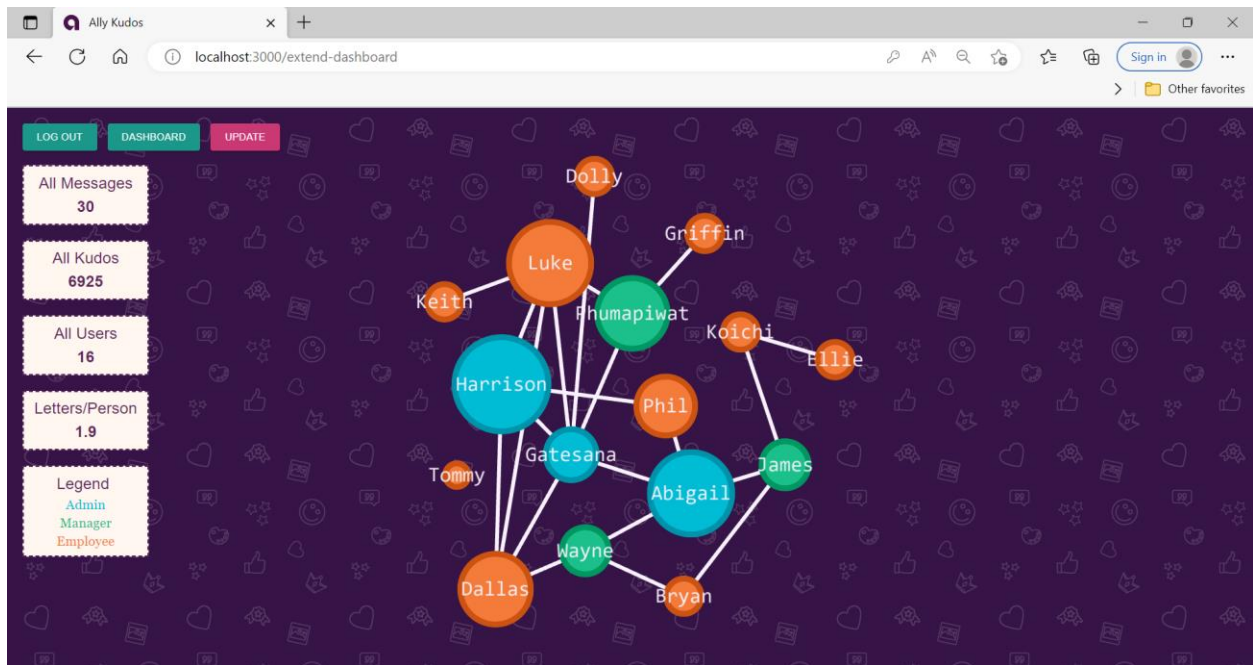 Ally Kudos
localhost:3000/extend-dashboard
Sign in
Other favorites
LOG OUT DASHBOARD UPDATE
All Messages
30
All Kudos
6925
All Users
16
Letters/Person
1.9
Legend
Admin
Manager
Employee
Dolly
Griffin
Luke
Keith
Phumapiwat
Koichi
Ellie
Harrison
Phil
Gatesana
Tommy
James
Abigail
Wayne
Dallas
Bryan